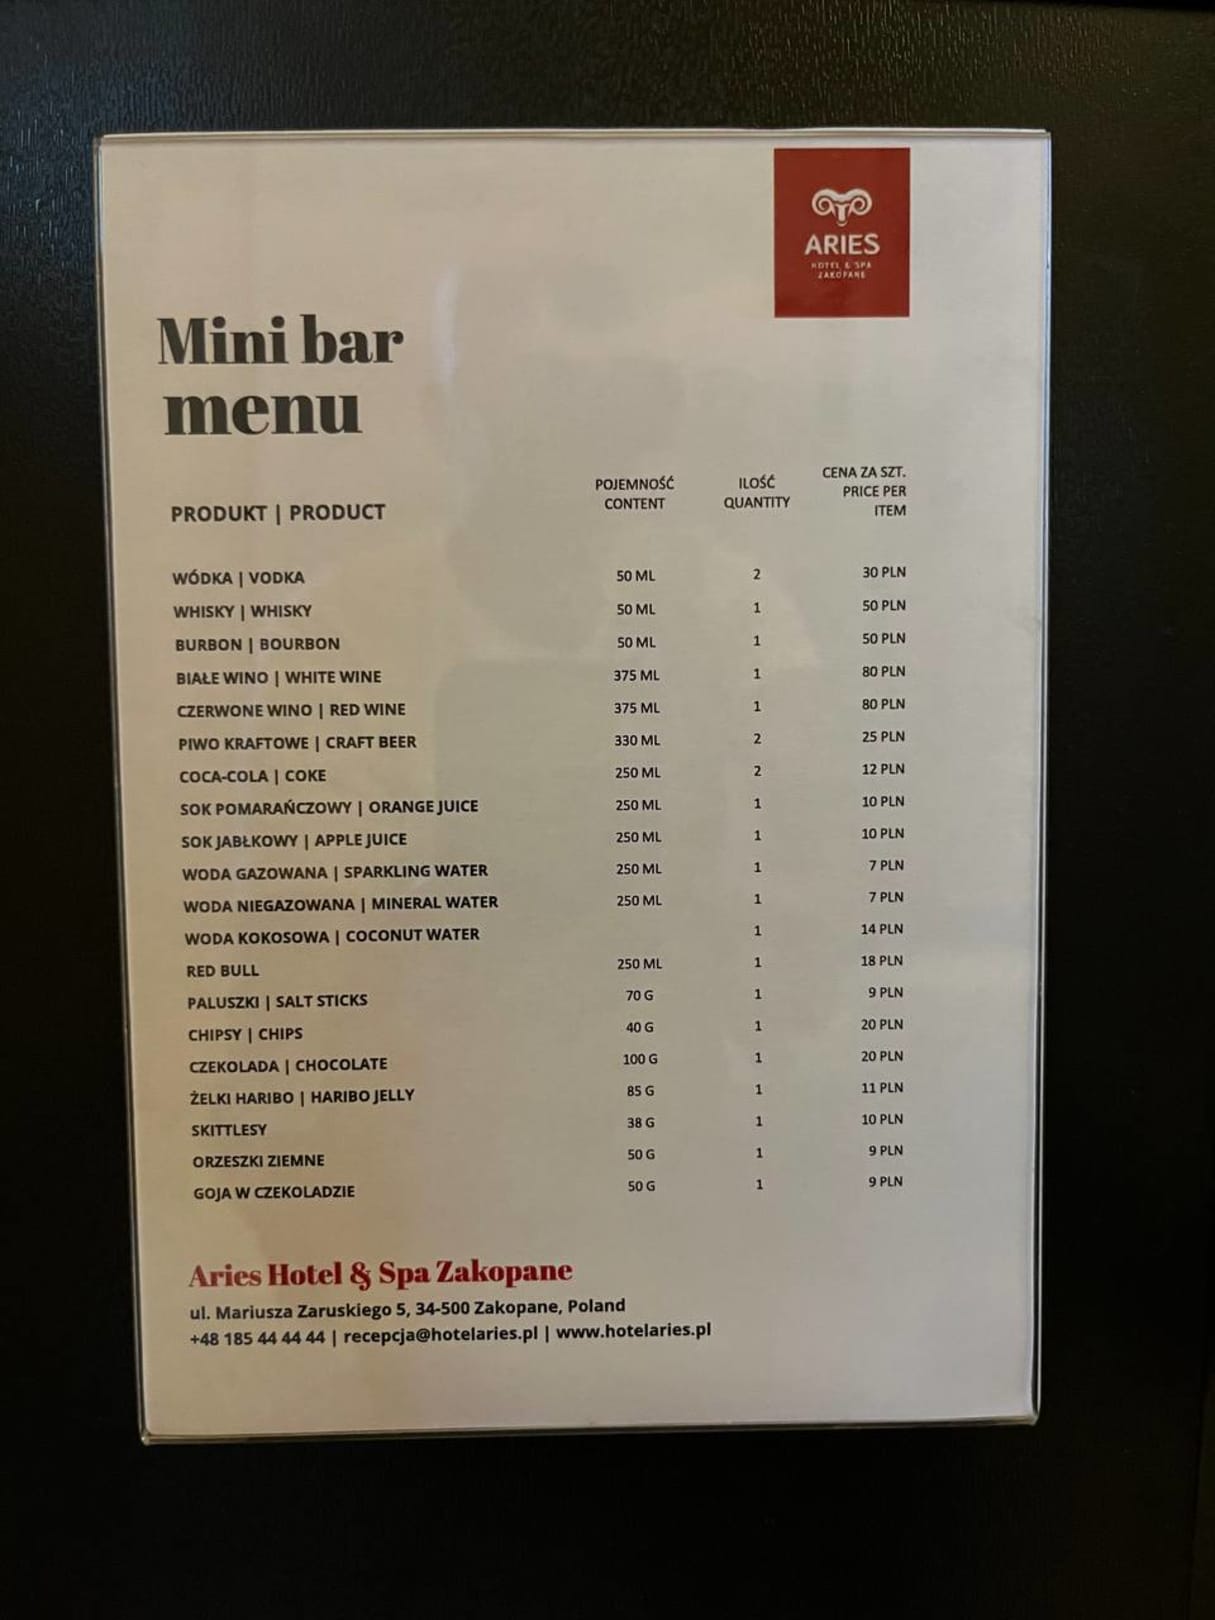 ARIES
HOTEL & SPA
ZAKOPANE
Mini bar
menu
PRODUKT | PRODUCT
POJEMNOŚĆ
CONTENT
ILOŚĆ
QUANTITY
CENA ZA SZT.
PRICE PER
ITEM
WÓDKA | VODKA 50 ML 2 30 PLN
WHISKY | WHISKY 50 ML 1 50 PLN
BURBON | BOURBON 50 ML 1 50 PLN
BIAŁE WINO | WHITE WINE 375 ML 1 80 PLN
CZERWONE WINO | RED WINE 375 ML 1 80 PLN
PIWO KRAFTOWE | CRAFT BEER 330 ML 2 25 PLN
COCA-COLA | COKE 250 ML 2 12 PLN
SOK POMARAŃCZOWY | ORANGE JUICE 250 ML 1 10 PLN
SOK JABŁKOWY | APPLE JUICE 250 ML 1 10 PLN
WODA GAZOWANA | SPARKLING WATER 250 ML 1 7 PLN
WODA NIEGAZOWANA | MINERAL WATER 250 ML 1 7 PLN
WODA KOKOSOWA | COCONUT WATER 1 14 PLN
RED BULL 250 ML 1 18 PLN
PALUSZKI | SALT STICKS 70 G 1 9 PLN
CHIPSY | CHIPS 40 G 1 20 PLN
CZEKOLADA | CHOCOLATE 100 G 1 20 PLN
ŻELKI HARIBO | HARIBO JELLY 85 G 1 11 PLN
SKITTLESY 38 G 1 10 PLN
ORZESZKI ZIEMNE 50 G 1 9 PLN
GOJA W CZEKOLADZIE 50 G 1 9 PLN
Aries Hotel & Spa Zakopane
ul. Mariusza Zaruskiego 5, 34-500 Zakopane, Poland
+48 185 44 44 44 | recepcja@hotelaries.pl | www.hotelaries.pl